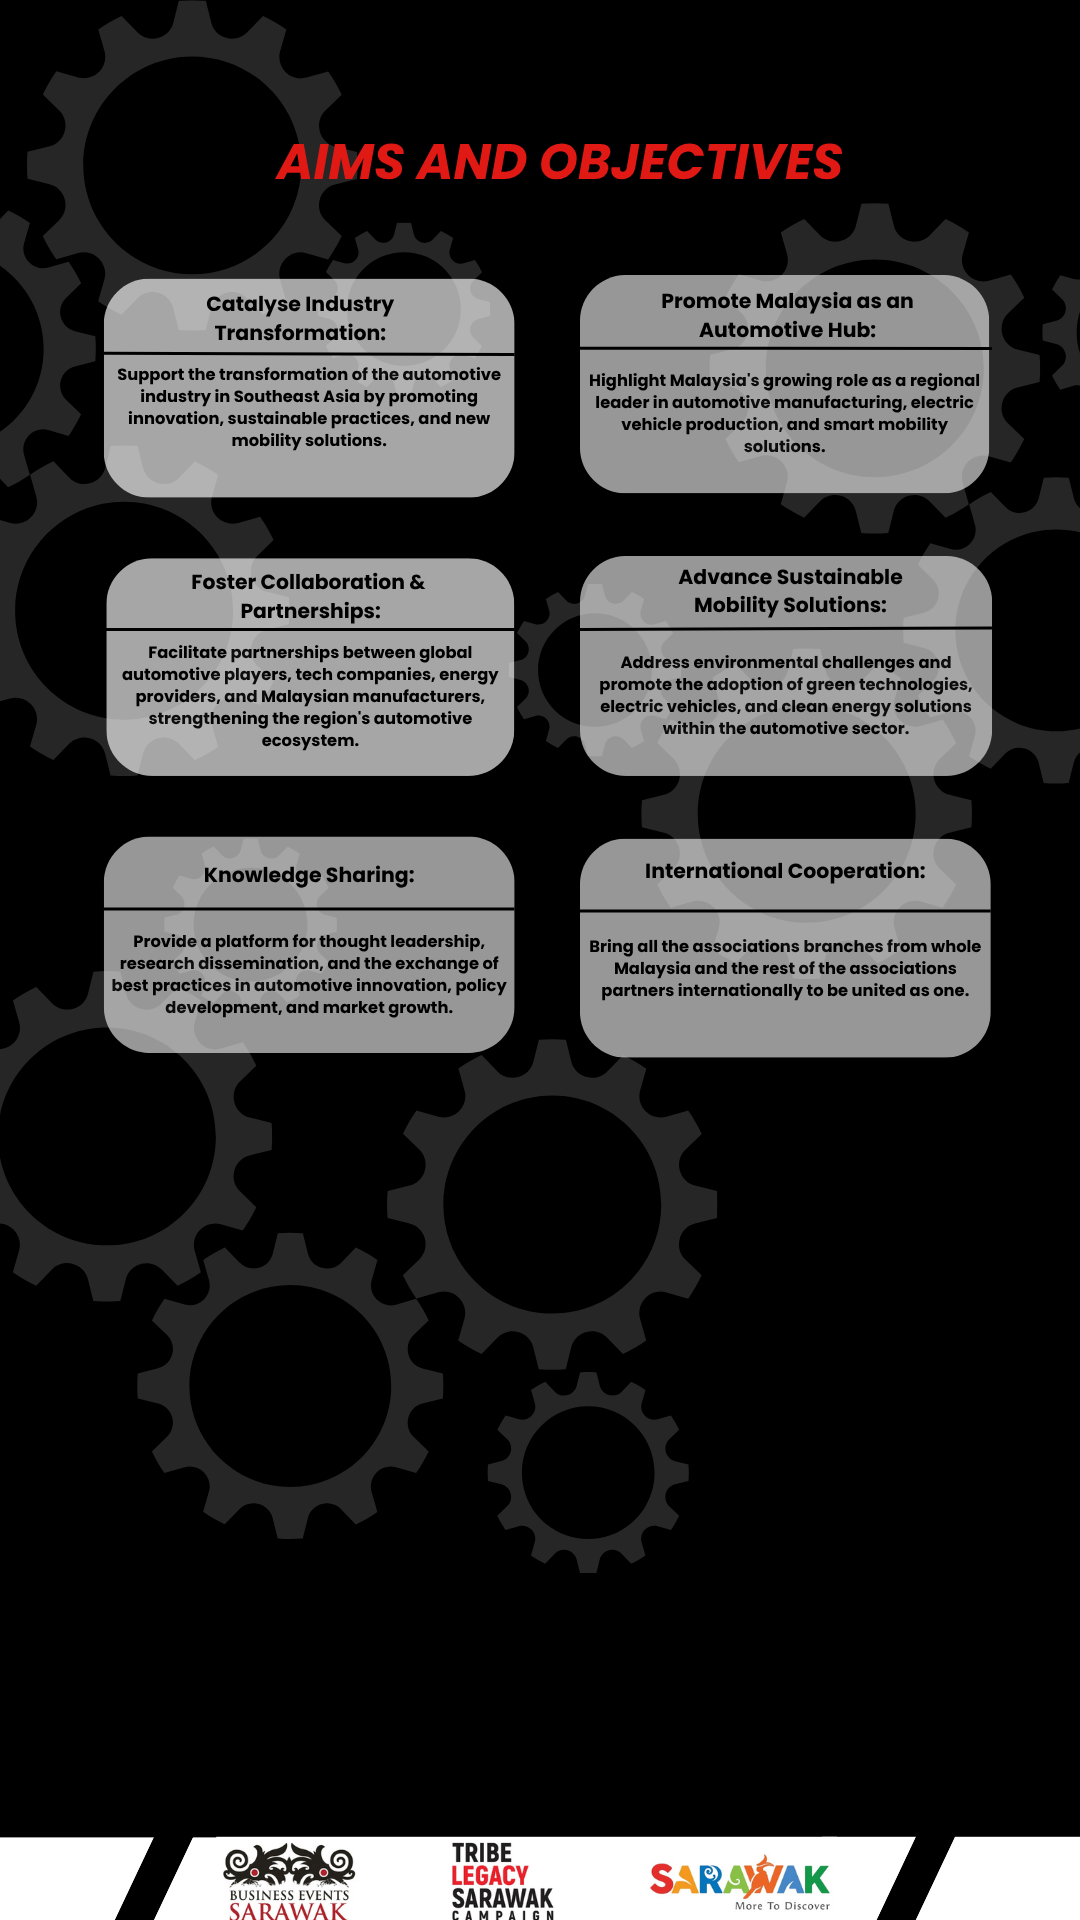 AIMS AND OBJECTIVES
Catalyse Industry
Transformation:
Support the transformation of the automotive
industry in Southeast Asia by promoting
innovation, sustainable practices, and new
mobility solutions.
Promote Malaysia as an
Automotive Hub:
Highlight Malaysia's growing role as a regional
leader in automotive manufacturing, electric
vehicle production, and smart mobility
solutions.
Foster Collaboration &
Partnerships:
Facilitate partnerships between global
automotive players, tech companies, energy
providers, and Malaysian manufacturers,
strengthening the region's automotive
ecosystem.
Advance Sustainable
Mobility Solutions:
Address environmental challenges and
promote the adoption of green technologies,
electric vehicles, and clean energy solutions
within the automotive sector.
Knowledge Sharing:
Provide a platform for thought leadership,
research dissemination, and the exchange of
best practices in automotive innovation, policy
development, and market growth.
International Cooperation:
Bring all the associations branches from whole
Malaysia and the rest of the associations
partners internationally to be united as one.
BUSINESS EVENTS
SARAWAK
TRIBE
LEGACY
SARAWAK
CAMPAIGN
SARAWAK
More To Discover